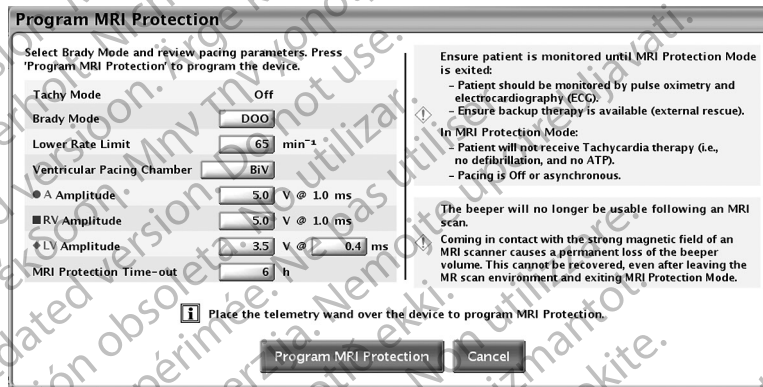 Program MRI Protection
Select Brady Mode and review pacing parameters. Press
'Program MRI Protection' to program the device.
Tachy Mode Off
Brady Mode DOO
Lower Rate Limit 65 min⁻¹
Ventricular Pacing Chamber BiV
● A Amplitude 5.0 V @ 1.0 ms
■ RV Amplitude 5.0 V @ 1.0 ms
◆ LV Amplitude 3.5 V @ 0.4 ms
MRI Protection Time-out 6 h
Ensure patient is monitored until MRI Protection Mode
is exited:
– Patient should be monitored by pulse oximetry and
electrocardiography (ECG).
– Ensure backup therapy is available (external rescue).
In MRI Protection Mode:
– Patient will not receive Tachycardia therapy (i.e.,
no defibrillation, and no ATP).
– Pacing is Off or asynchronous.
The beeper will no longer be usable following an MRI
scan.
Coming in contact with the strong magnetic field of an
MRI scanner causes a permanent loss of the beeper
volume. This cannot be recovered, even after leaving the
MR scan environment and exiting MRI Protection Mode.
i Place the telemetry wand over the device to program MRI Protection.
Program MRI Protection Cancel